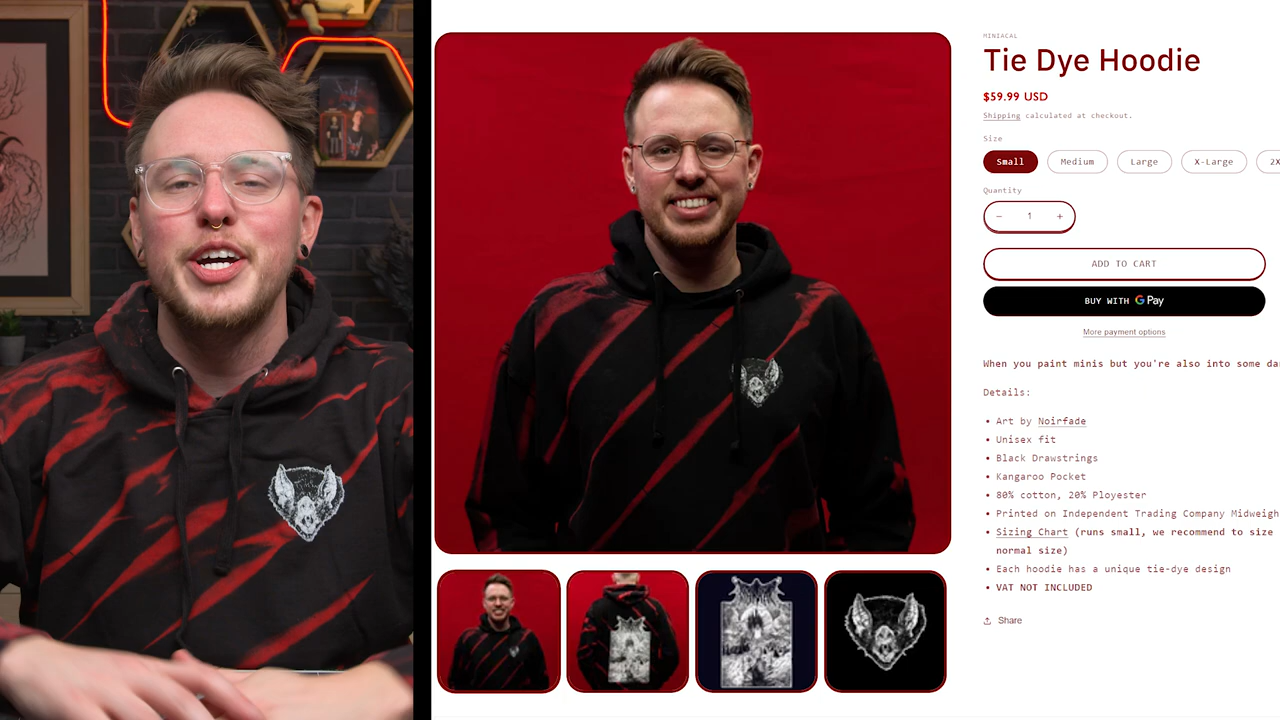 MINIACAL
Tie Dye Hoodie
$59.99 USD
Shipping calculated at checkout.
Size
Small Medium Large X-Large 2X
Quantity
− 1 +
ADD TO CART
BUY WITH G Pay
More payment options
When you paint minis but you're also into some da
Details:
• Art by Noirfade
• Unisex fit
• Black Drawstrings
• Kangaroo Pocket
• 80% cotton, 20% Ployester
• Printed on Independent Trading Company Midweigh
• Sizing Chart (runs small, we recommend to size
normal size)
• Each hoodie has a unique tie-dye design
• VAT NOT INCLUDED
Share